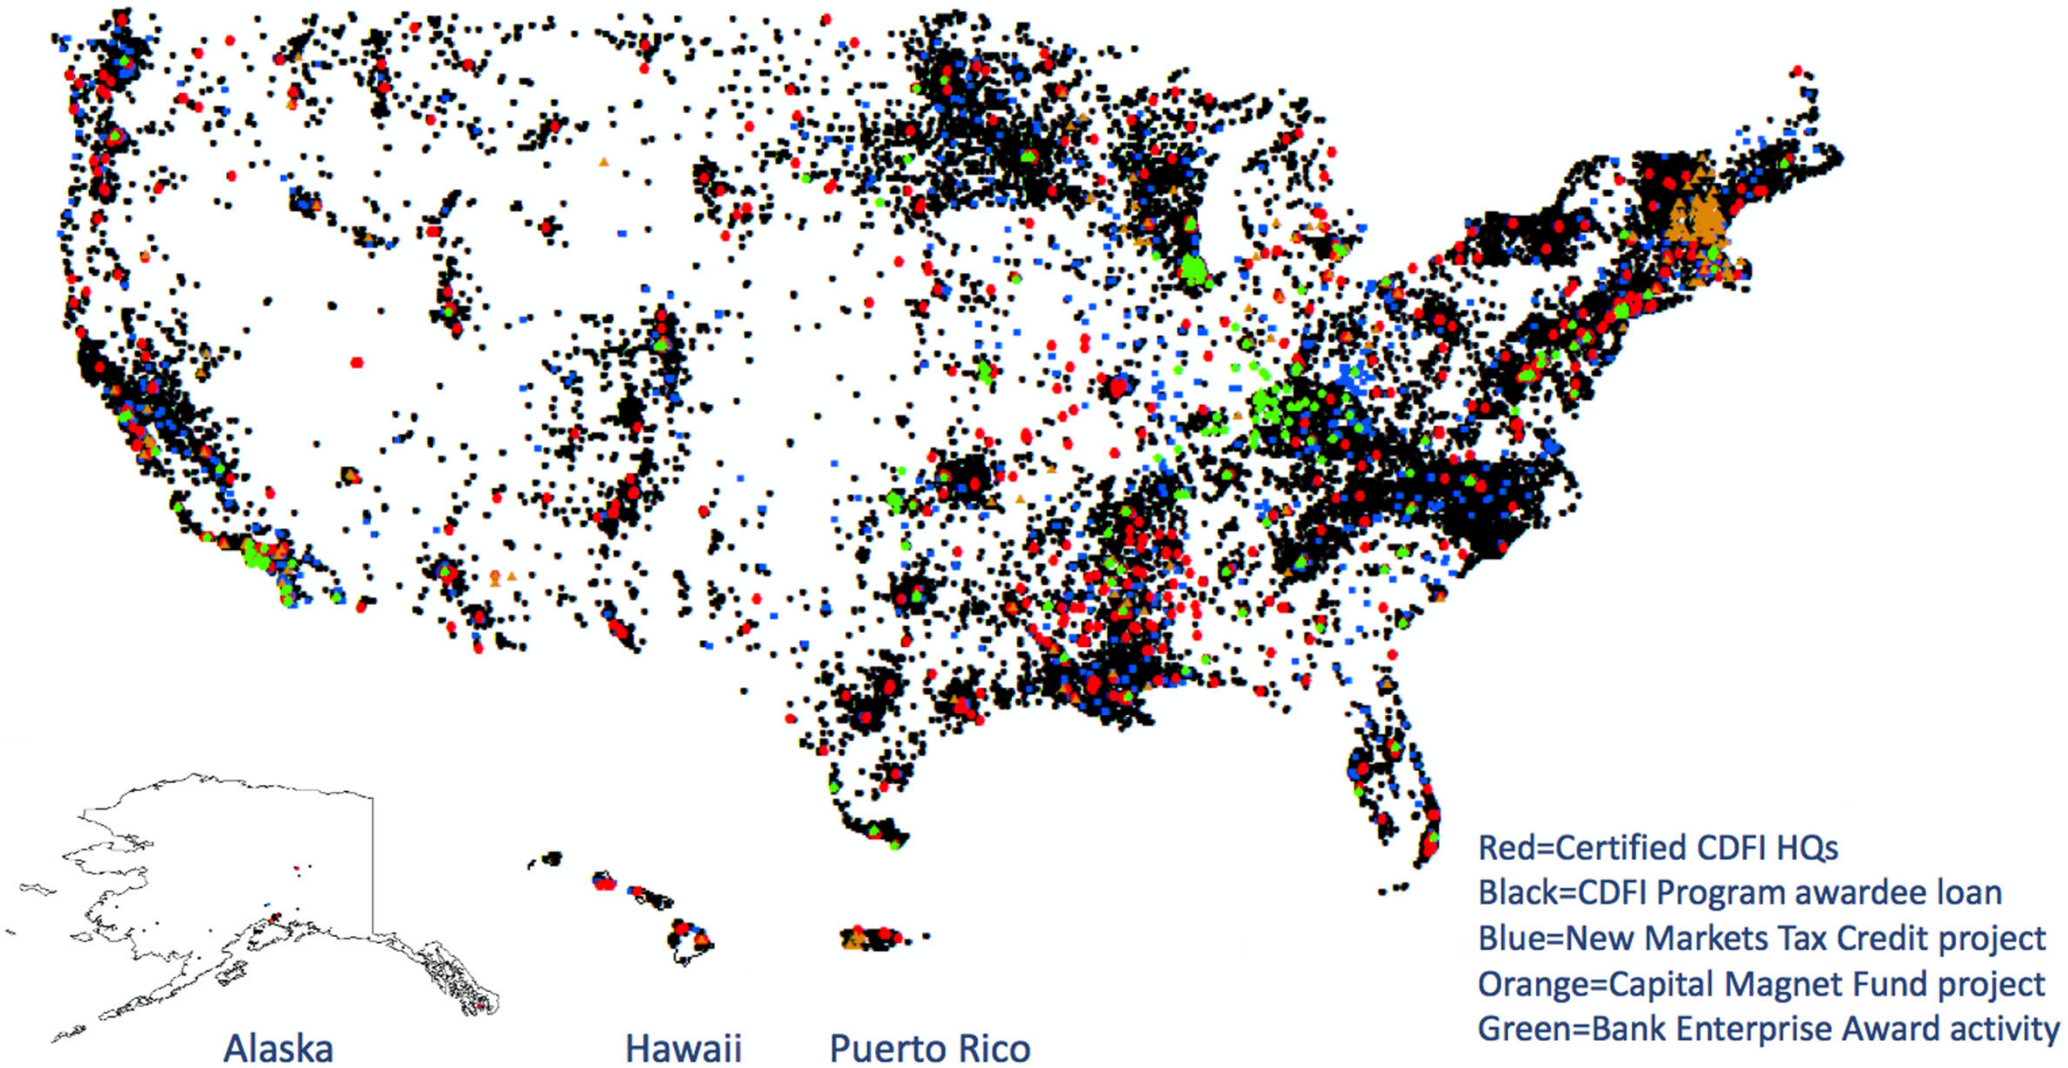 Red=Certified CDFI HQs
Black=CDFI Program awardee loan
Blue=New Markets Tax Credit project
Orange=Capital Magnet Fund project
Green=Bank Enterprise Award activity
Alaska
Hawaii
Puerto Rico